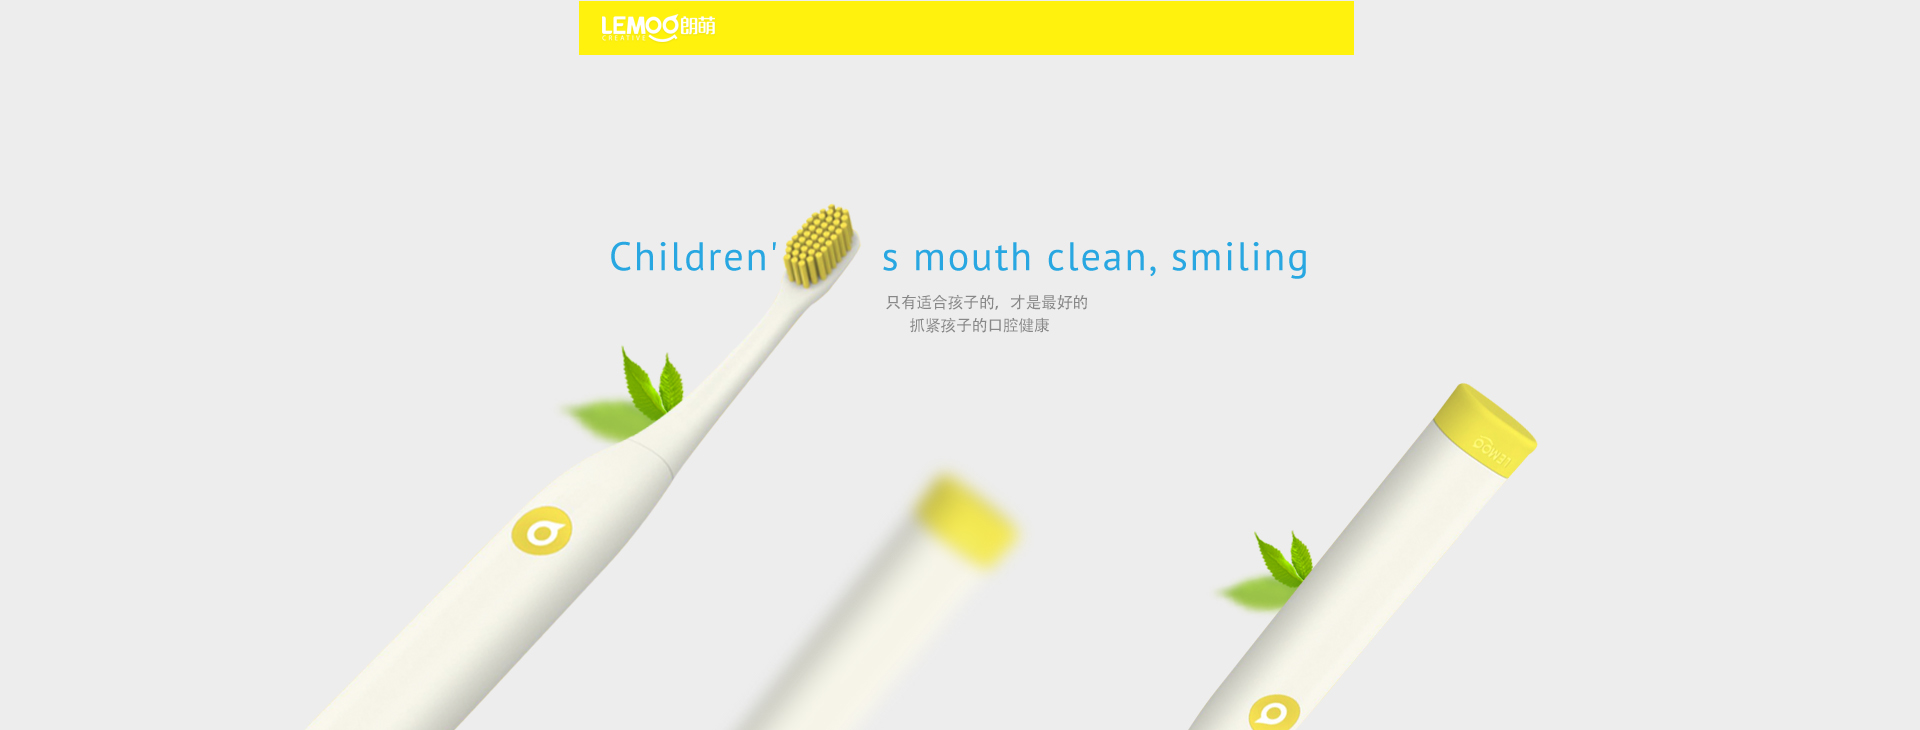 LEMOO朗萌
CREATIVE
Children's mouth clean, smiling
只有适合孩子的，才是最好的
抓紧孩子的口腔健康
LEMOO